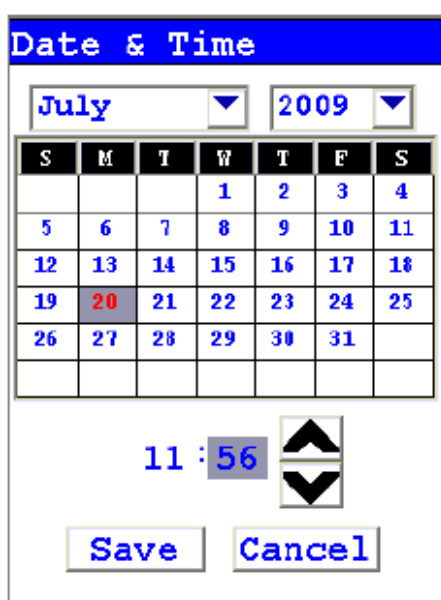 Date & Time
July 2009
S M T W T F S
1 2 3 4
5 6 7 8 9 10 11
12 13 14 15 16 17 18
19 20 21 22 23 24 25
26 27 28 29 30 31
11 :56
Save Cancel